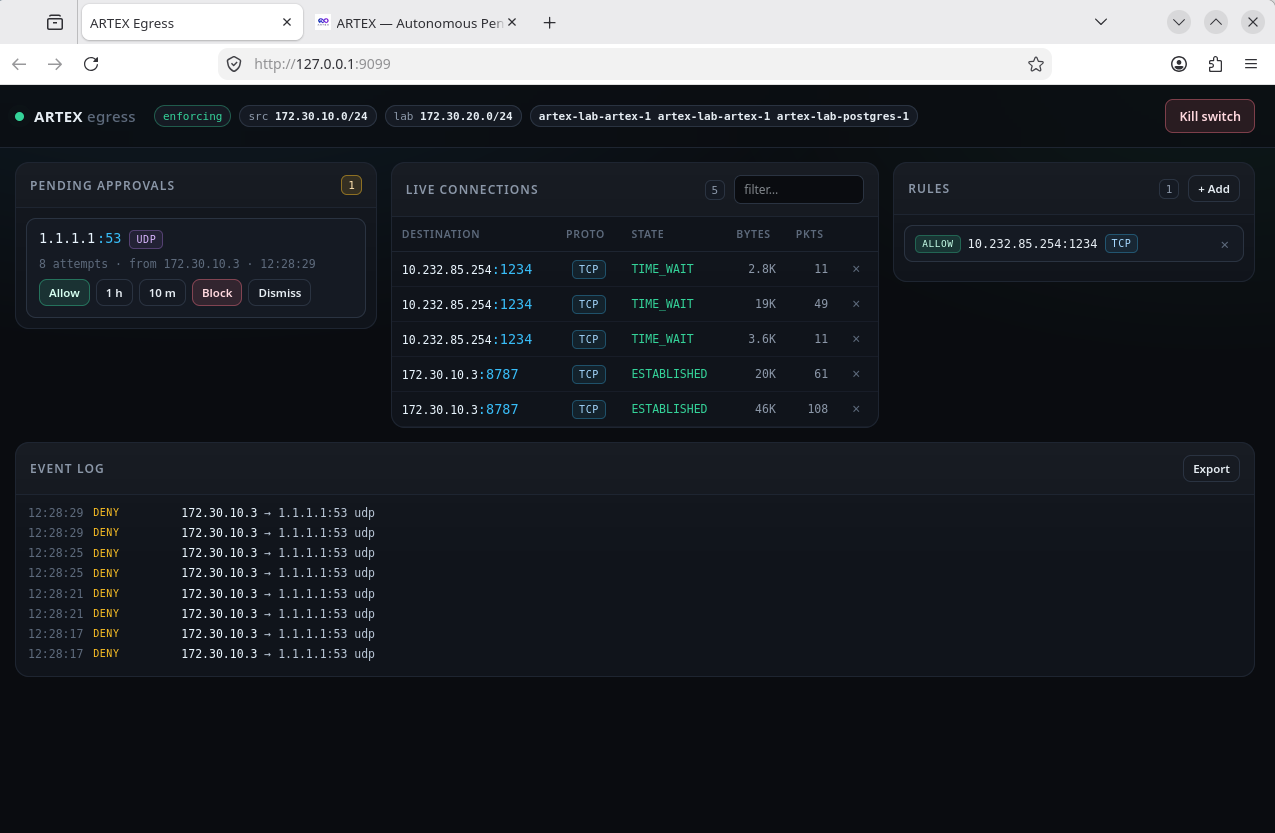 ARTEX Egress
ARTEX — Autonomous Pen
http://127.0.0.1:9099
ARTEX egress
enforcing
src 172.30.10.0/24
lab 172.30.20.0/24
artex-lab-artex-1 artex-lab-artex-1 artex-lab-postgres-1
Kill switch
PENDING APPROVALS 1
1.1.1.1:53 UDP
8 attempts · from 172.30.10.3 · 12:28:29
Allow 1 h 10 m Block Dismiss
LIVE CONNECTIONS 5 filter...
DESTINATION PROTO STATE BYTES PKTS
10.232.85.254:1234 TCP TIME_WAIT 2.8K 11 ×
10.232.85.254:1234 TCP TIME_WAIT 19K 49 ×
10.232.85.254:1234 TCP TIME_WAIT 3.6K 11 ×
172.30.10.3:8787 TCP ESTABLISHED 20K 61 ×
172.30.10.3:8787 TCP ESTABLISHED 46K 108 ×
RULES 1 + Add
ALLOW 10.232.85.254:1234 TCP ×
EVENT LOG Export
12:28:29 DENY 172.30.10.3 → 1.1.1.1:53 udp
12:28:29 DENY 172.30.10.3 → 1.1.1.1:53 udp
12:28:25 DENY 172.30.10.3 → 1.1.1.1:53 udp
12:28:25 DENY 172.30.10.3 → 1.1.1.1:53 udp
12:28:21 DENY 172.30.10.3 → 1.1.1.1:53 udp
12:28:21 DENY 172.30.10.3 → 1.1.1.1:53 udp
12:28:17 DENY 172.30.10.3 → 1.1.1.1:53 udp
12:28:17 DENY 172.30.10.3 → 1.1.1.1:53 udp